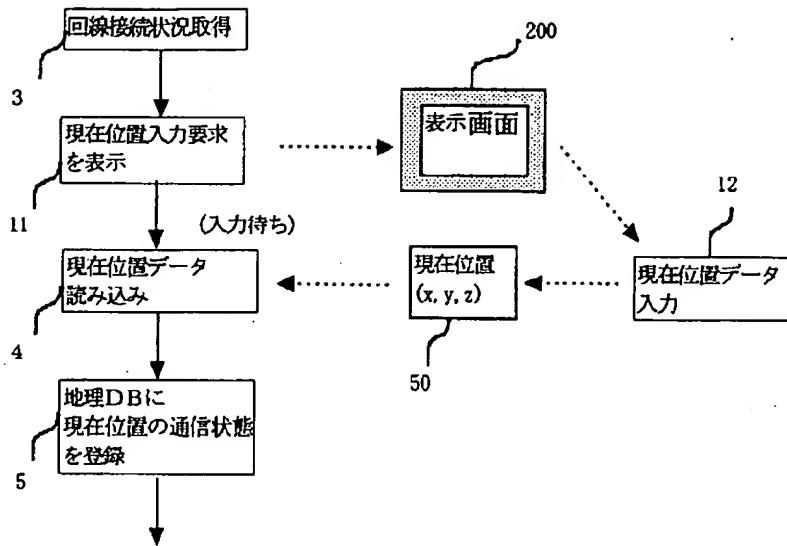 回線接続状況取得
3
200
現在位置入力要求
を表示
11
表示画面
12
(入力待ち)
現在位置データ
読み込み
4
現在位置
(x, y, z)
50
現在位置データ
入力
地理DBに
現在位置の通信状態
を登録
5